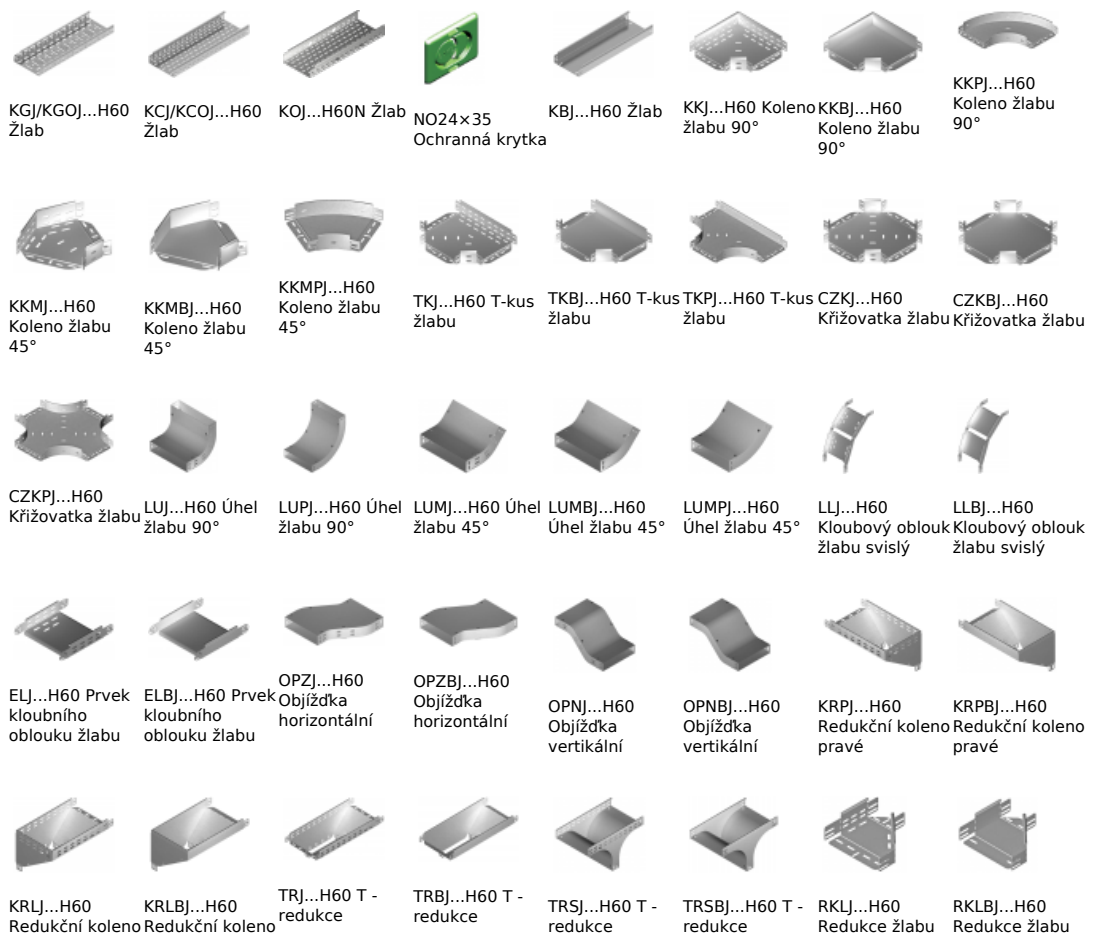 KGJ/KGOJ...H60
Žlab
KCJ/KCOJ...H60
Žlab
KOJ...H60N Žlab
NO24×35
Ochranná krytka
KBJ...H60 Žlab
KKJ...H60 Koleno
žlabu 90°
KKBJ...H60
Koleno žlabu
90°
KKPJ...H60
Koleno žlabu
90°
KKMJ...H60
Koleno žlabu
45°
KKMBJ...H60
Koleno žlabu
45°
KKMPJ...H60
Koleno žlabu
45°
TKJ...H60 T-kus
žlabu
TKBJ...H60 T-kus
žlabu
TKPJ...H60 T-kus
žlabu
CZKJ...H60
Křižovatka žlabu
CZKBJ...H60
Křižovatka žlabu
CZKPJ...H60
Křižovatka žlabu
LUJ...H60 Úhel
žlabu 90°
LUPJ...H60 Úhel
žlabu 90°
LUMJ...H60 Úhel
žlabu 45°
LUMBJ...H60
Úhel žlabu 45°
LUMPJ...H60
Úhel žlabu 45°
LLJ...H60
Kloubový oblouk
žlabu svislý
LLBJ...H60
Kloubový oblouk
žlabu svislý
ELJ...H60 Prvek
kloubního
oblouku žlabu
ELBJ...H60 Prvek
kloubního
oblouku žlabu
OPZJ...H60
Objížďka
horizontální
OPZBJ...H60
Objížďka
horizontální
OPNJ...H60
Objížďka
vertikální
OPNBJ...H60
Objížďka
vertikální
KRPJ...H60
Redukční koleno
pravé
KRPBJ...H60
Redukční koleno
pravé
KRLJ...H60
Redukční koleno
KRLBJ...H60
Redukční koleno
TRJ...H60 T -
redukce
TRBJ...H60 T -
redukce
TRSJ...H60 T -
redukce
TRSBJ...H60 T -
redukce
RKLJ...H60
Redukce žlabu
RKLBJ...H60
Redukce žlabu